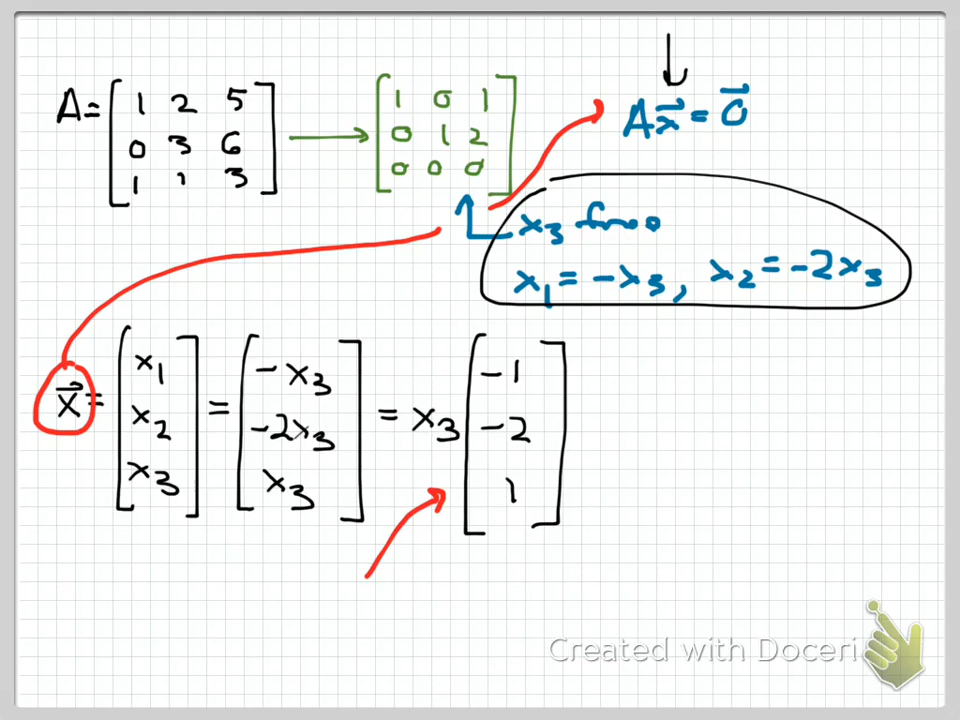 A = [1 2 5; 0 3 6; 1 1 3] → [1 0 1; 0 1 2; 0 0 0]
Ax⃗ = 0⃗
x₃ free
x₁ = -x₃, x₂ = -2x₃
x⃗ = [x₁; x₂; x₃] = [-x₃; -2x₃; x₃] = x₃ [-1; -2; 1]
Created with Doceri